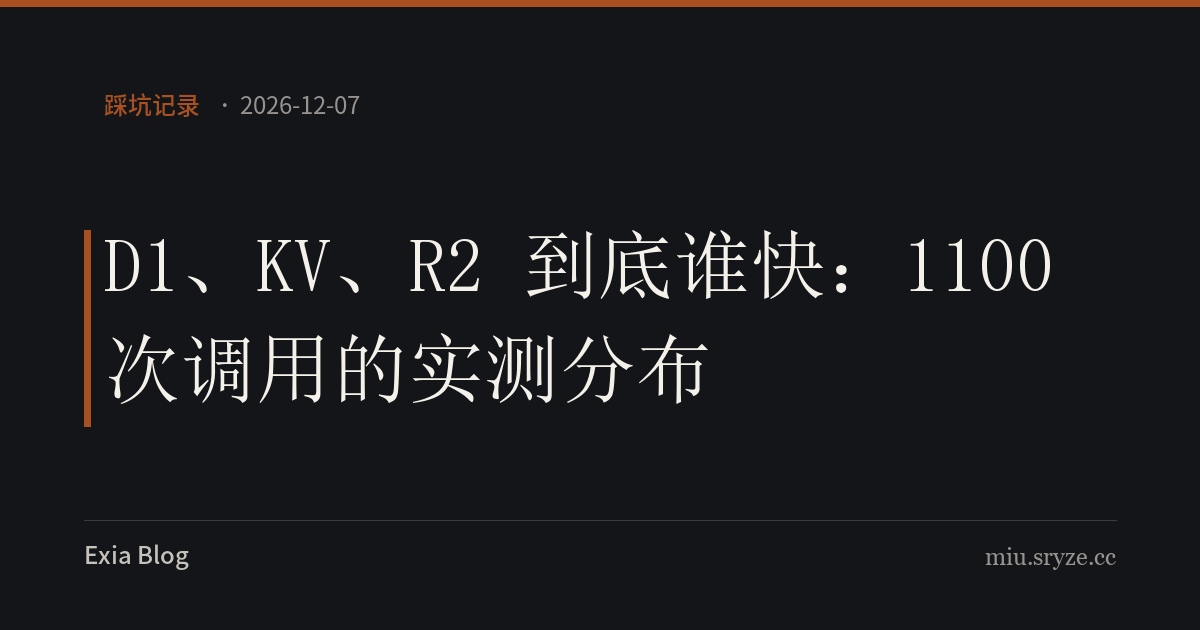 踩坑记录 · 2026-12-07
D1、KV、R2 到底谁快：1100
次调用的实测分布
Exia Blog
miu.sryze.cc